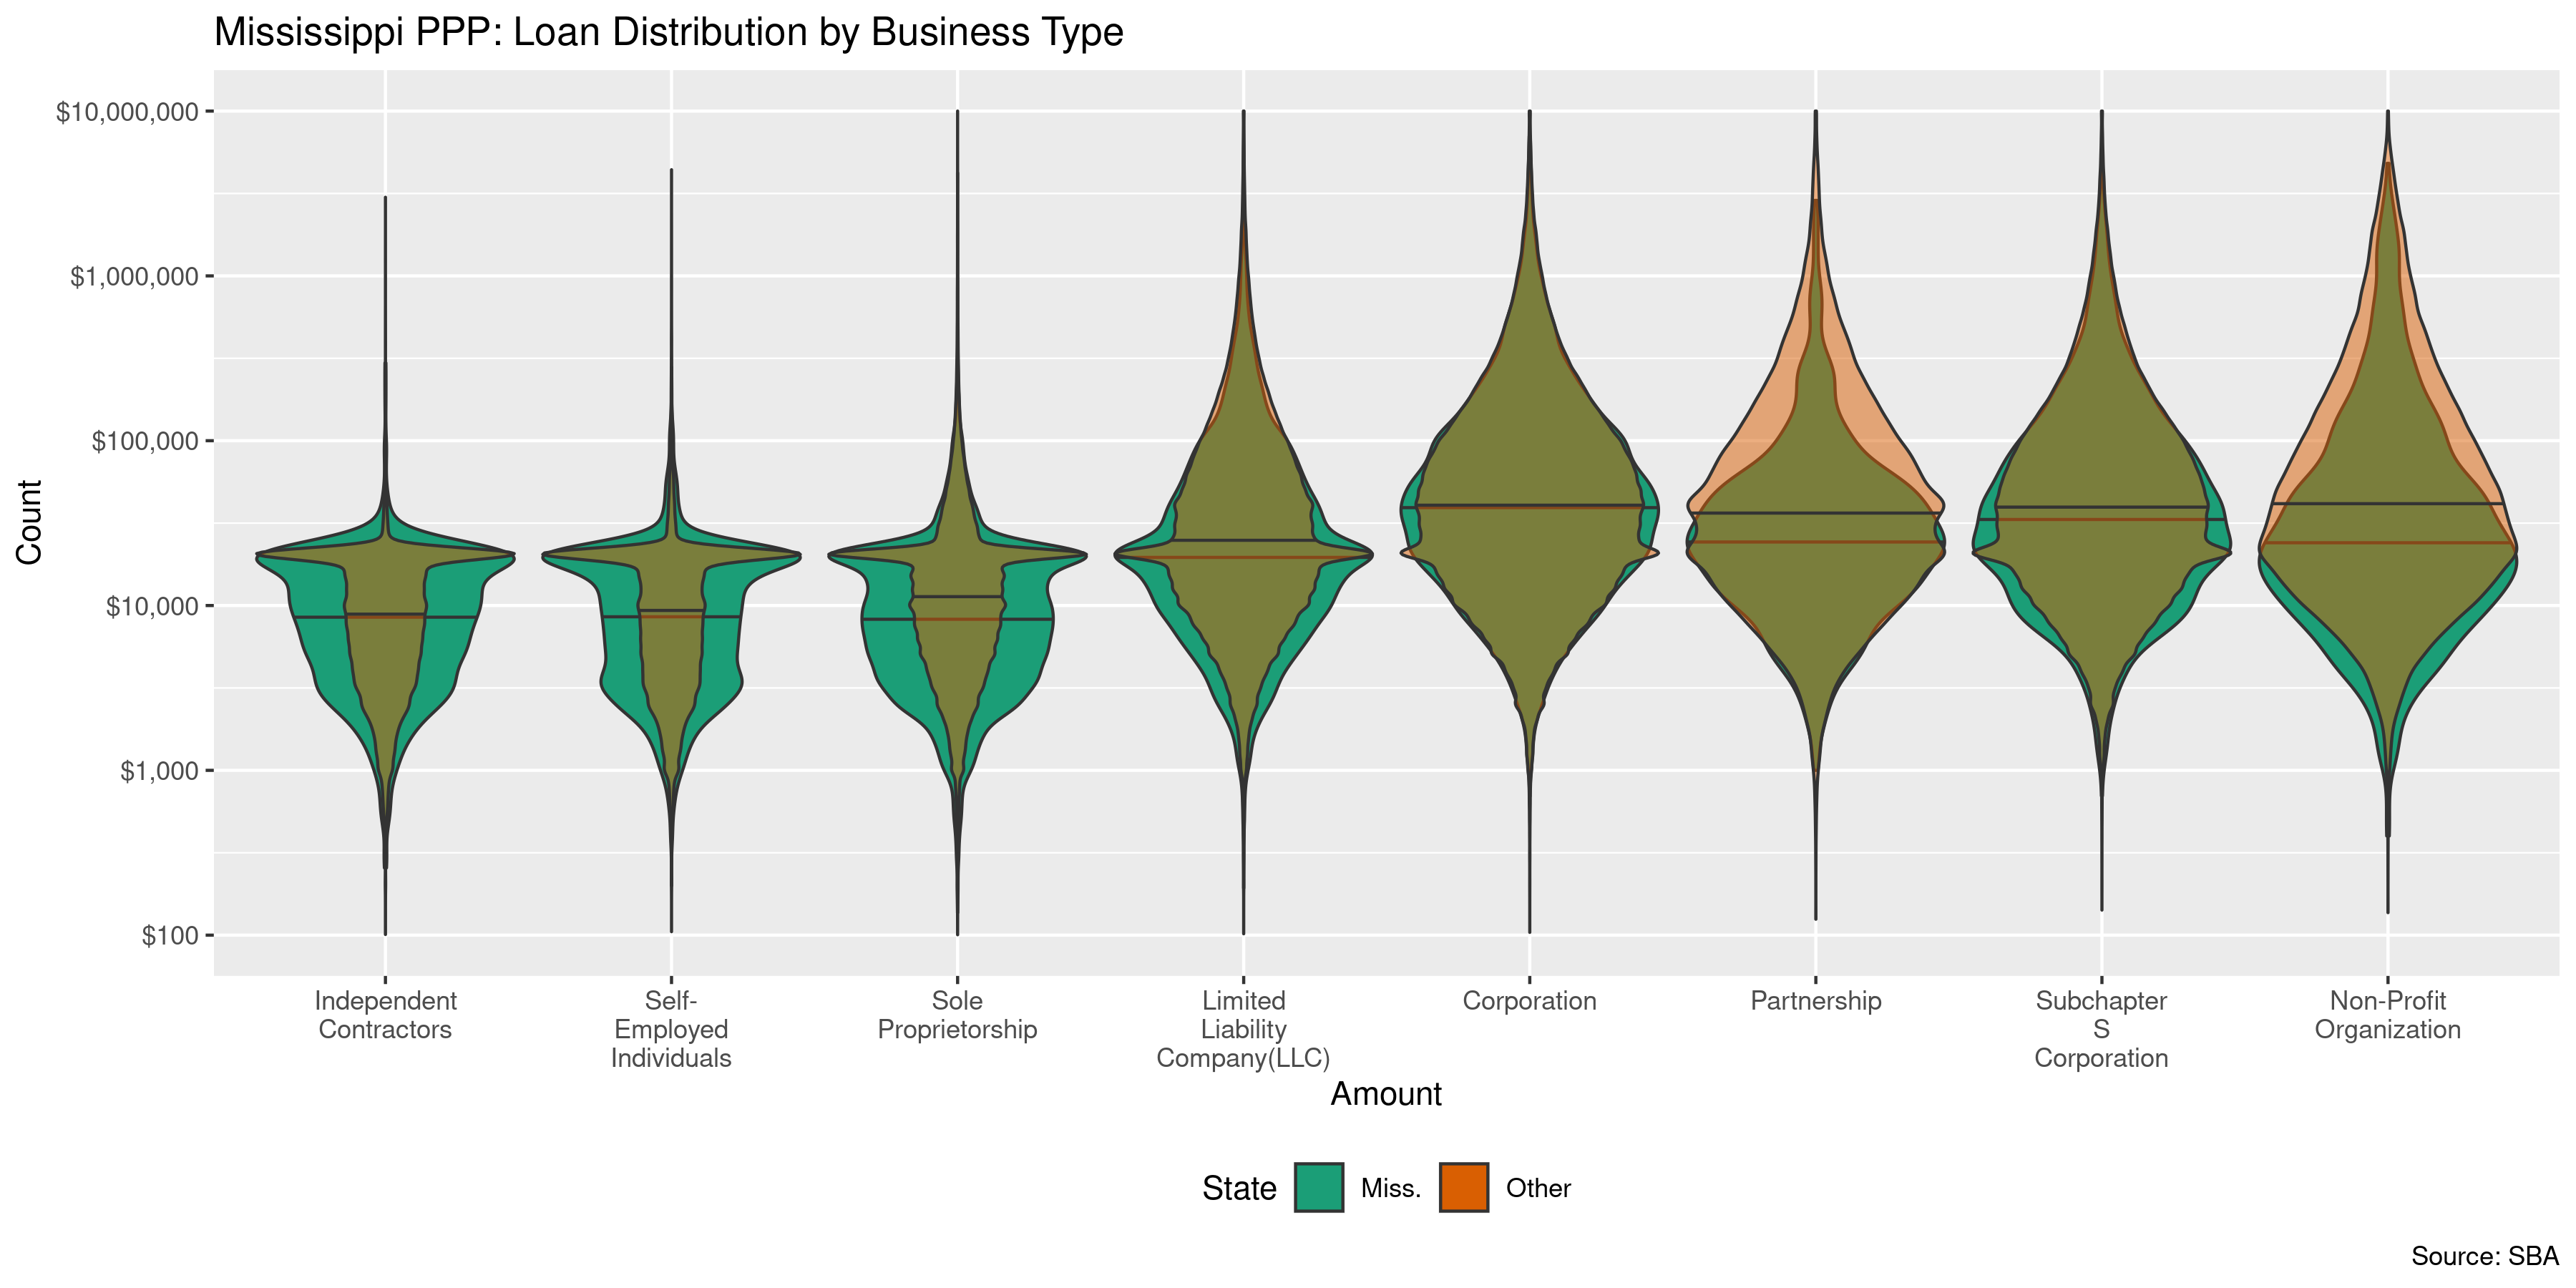 Mississippi PPP: Loan Distribution by Business Type
Count
$10,000,000
$1,000,000
$100,000
$10,000
$1,000
$100
Independent
Contractors
Self-
Employed
Individuals
Sole
Proprietorship
Limited
Liability
Company(LLC)
Corporation
Partnership
Subchapter
S
Corporation
Non-Profit
Organization
Amount
State
Miss.
Other
Source: SBA